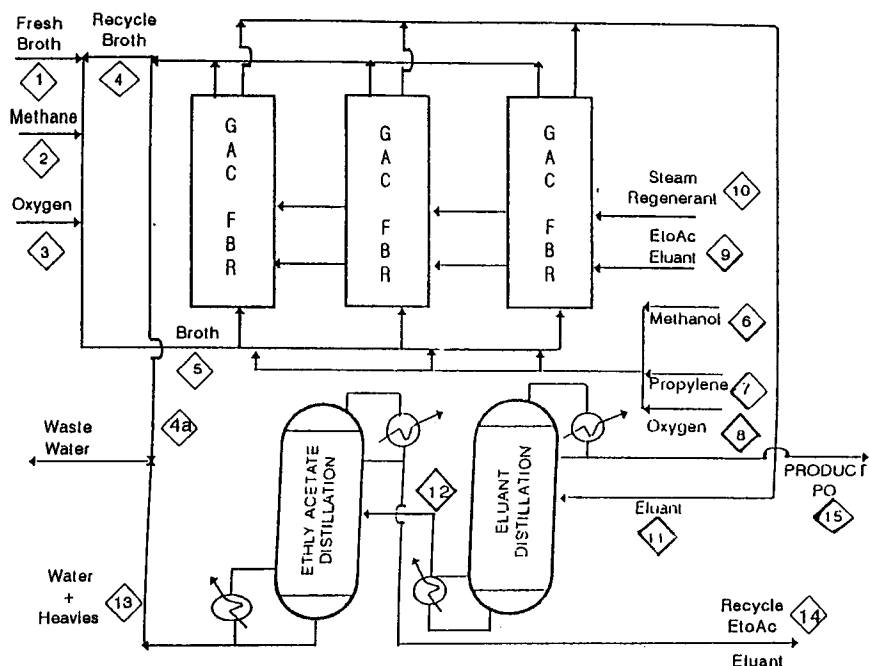 Fresh
Broth
Recycle
Broth
1
4
Methane
2
Oxygen
3
G
A
C
F
B
R
G
A
C
F
B
R
G
A
C
F
B
R
Steam
Regenerant
10
EtoAc
Eluant
9
Methanol
6
Broth
5
Propylene
7
Oxygen
8
4a
Waste
Water
ETHLY ACETATE
DISTILLATION
12
ELUANT
DISTILLATION
PRODUCT
PO
15
Eluant
11
Water
+
Heavies
13
Recycle
EtoAc
14
Eluant